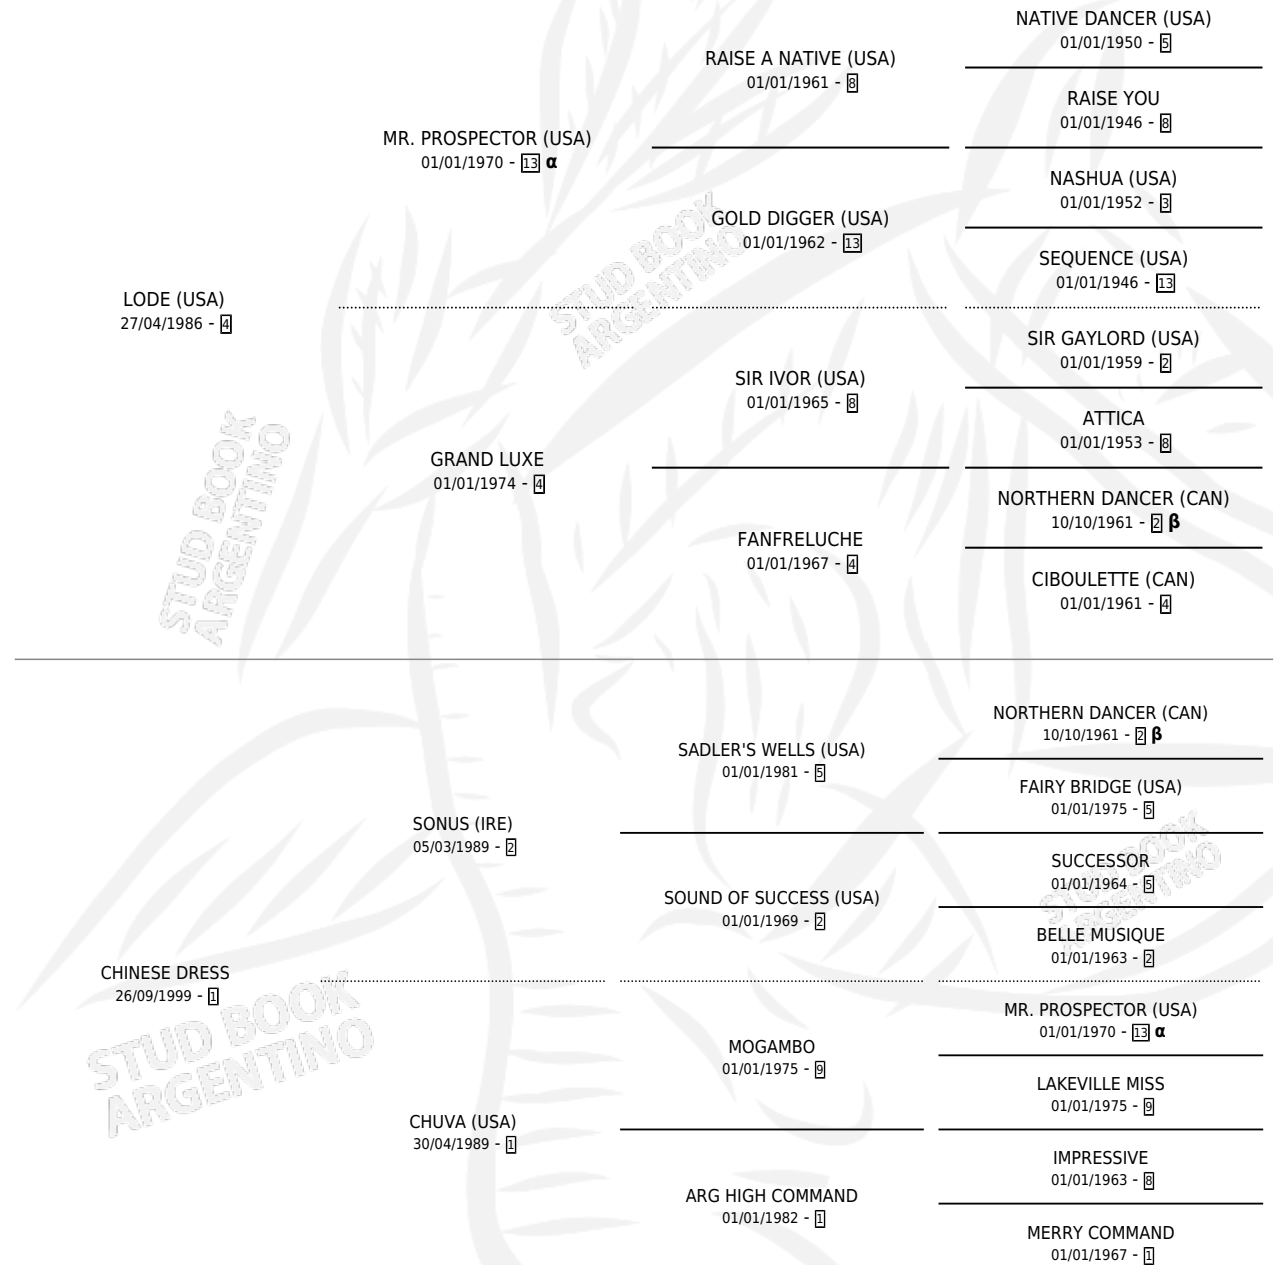 NATIVE DANCER (USA)
01/01/1950 - 5
RAISE A NATIVE (USA)
01/01/1961 - 8
RAISE YOU
01/01/1946 - 8
MR. PROSPECTOR (USA)
01/01/1970 - 13 α
NASHUA (USA)
01/01/1952 - 3
GOLD DIGGER (USA)
01/01/1962 - 13
SEQUENCE (USA)
01/01/1946 - 13
LODE (USA)
27/04/1986 - 4
SIR GAYLORD (USA)
01/01/1959 - 2
SIR IVOR (USA)
01/01/1965 - 8
ATTICA
01/01/1953 - 8
GRAND LUXE
01/01/1974 - 4
NORTHERN DANCER (CAN)
10/10/1961 - 2 β
FANFRELUCHE
01/01/1967 - 4
CIBOULETTE (CAN)
01/01/1961 - 4
NORTHERN DANCER (CAN)
10/10/1961 - 2 β
SADLER'S WELLS (USA)
01/01/1981 - 5
FAIRY BRIDGE (USA)
01/01/1975 - 5
SONUS (IRE)
05/03/1989 - 2
SUCCESSOR
01/01/1964 - 5
SOUND OF SUCCESS (USA)
01/01/1969 - 2
BELLE MUSIQUE
01/01/1963 - 2
CHINESE DRESS
26/09/1999 - 1
MR. PROSPECTOR (USA)
01/01/1970 - 13 α
MOGAMBO
01/01/1975 - 9
LAKEVILLE MISS
01/01/1975 - 9
CHUVA (USA)
30/04/1989 - 1
IMPRESSIVE
01/01/1963 - 8
ARG HIGH COMMAND
01/01/1982 - 1
MERRY COMMAND
01/01/1967 - 1
STUD BOOK
ARGENTINO
STUD BOOK
ARGENTINO
STUD BOOK
ARGENTINO
STUD BOOK
ARGENTINO